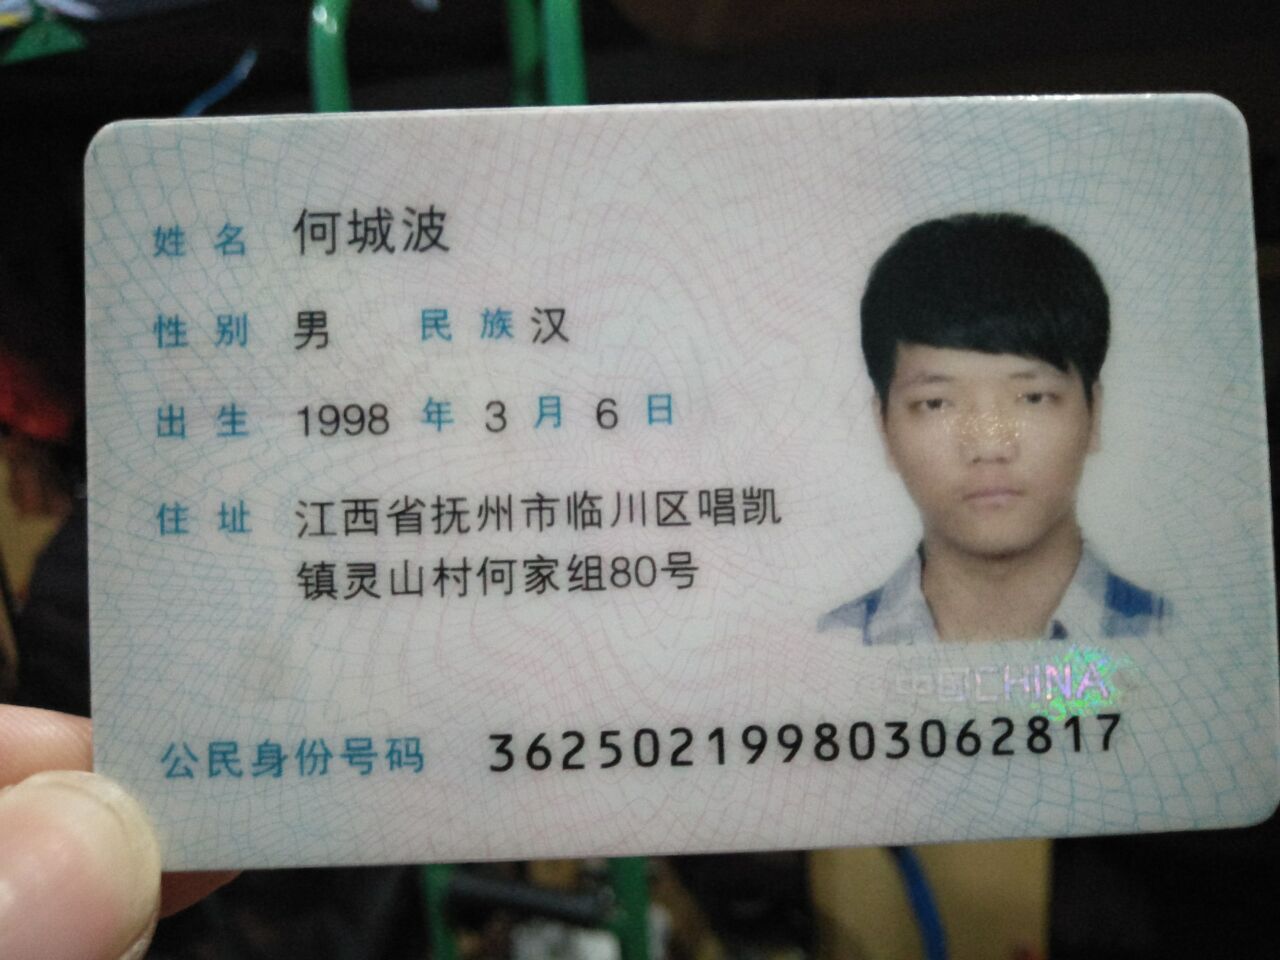 姓名 何城波
性别 男 民族 汉
出生 1998 年 3 月 6 日
住址 江西省抚州市临川区唱凯
镇灵山村何家组80号
中国CHINA
公民身份号码 362502199803062817